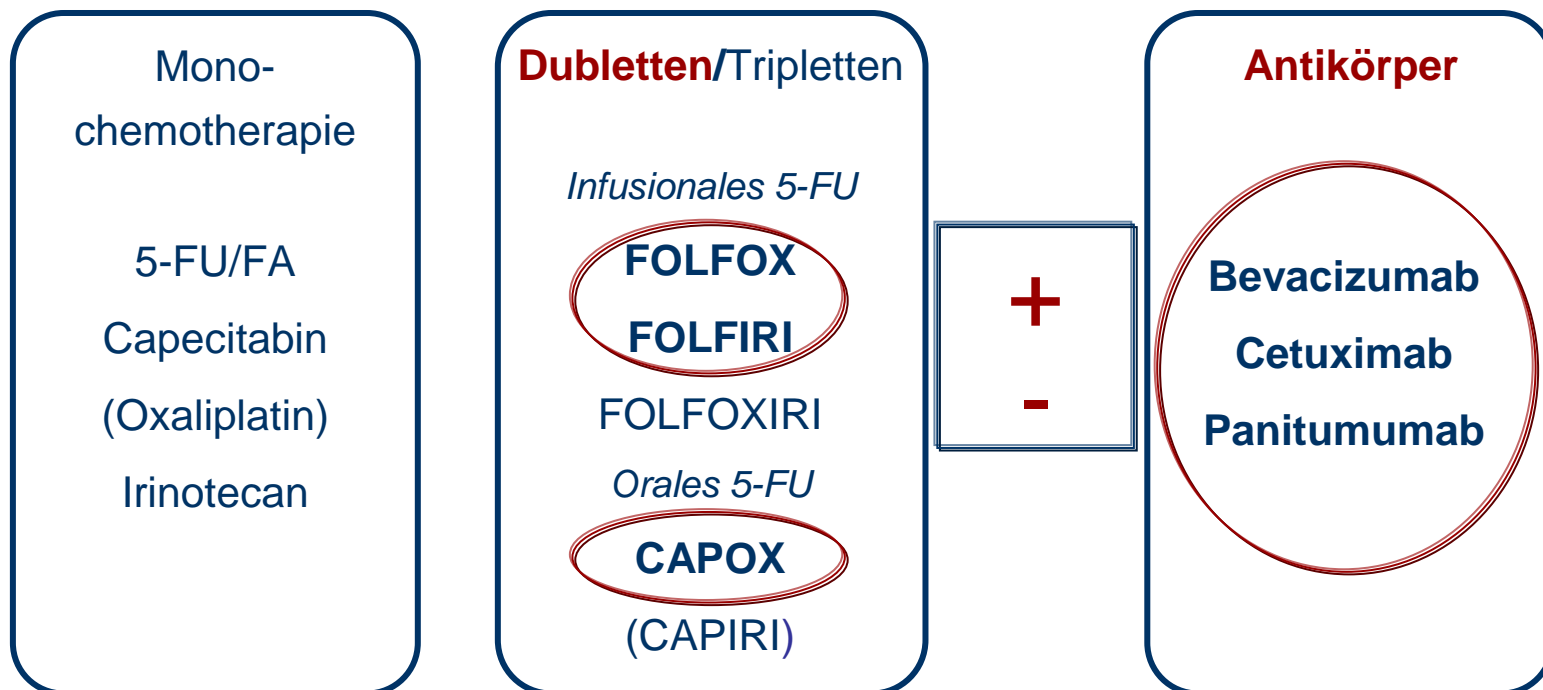 Mono-
chemotherapie
5-FU/FA
Capecitabin
(Oxaliplatin)
Irinotecan
Dubletten/Tripletten
Infusionales 5-FU
FOLFOX
FOLFIRI
FOLFOXIRI
Orales 5-FU
CAPOX
(CAPIRI)
+
-
Antikörper
Bevacizumab
Cetuximab
Panitumumab